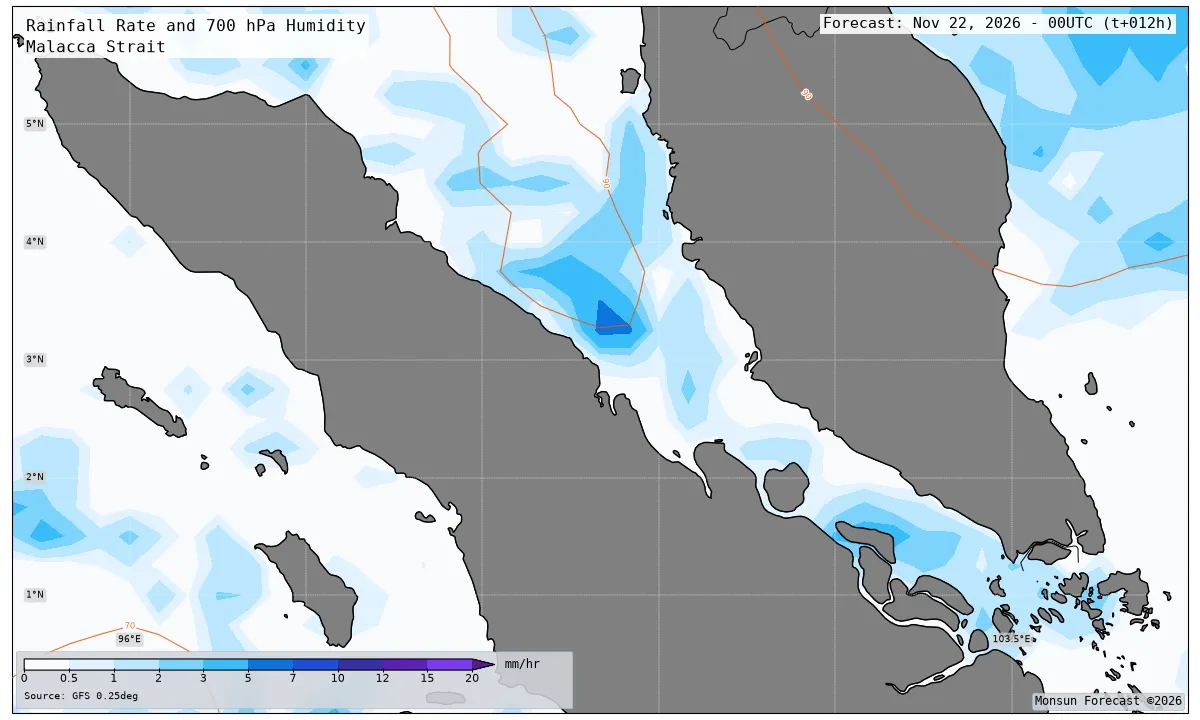 Rainfall Rate and 700 hPa Humidity
Malacca Strait
Forecast: Nov 22, 2026 - 00UTC (t+012h)
90
5°N
90
4°N
3°N
2°N
1°N
70
96°E
103.5°E
0 0.5 1 2 3 5 7 10 12 15 20
mm/hr
Source: GFS 0.25deg
Monsun Forecast ©2026